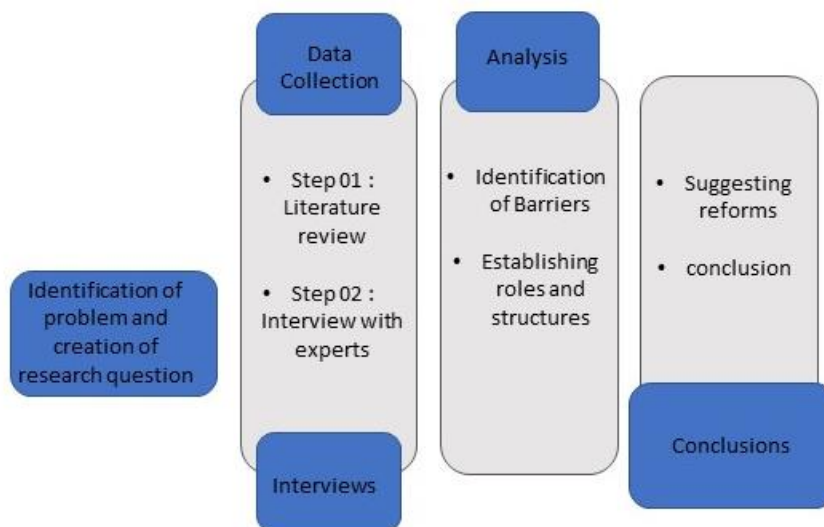 Identification of
problem and
creation of
research question
Data
Collection
• Step 01 :
Literature
review
• Step 02 :
Interview with
experts
Interviews
Analysis
• Identification
of Barriers
• Establishing
roles and
structures
• Suggesting
reforms
• conclusion
Conclusions